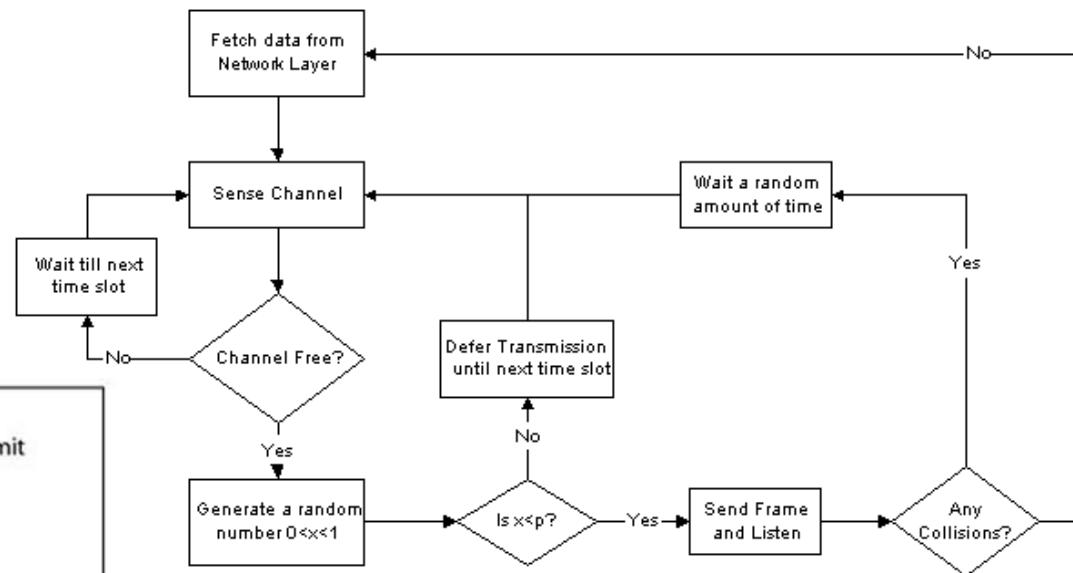 Fetch data from
Network Layer
No
Sense Channel
Wait a random
amount of time
Wait till next
time slot
Yes
No
Channel Free?
Defer Transmission
until next time slot
mit
Yes
No
Generate a random
number 0<x<1
Is x<p?
Yes
Send Frame
and Listen
Any
Collisions?